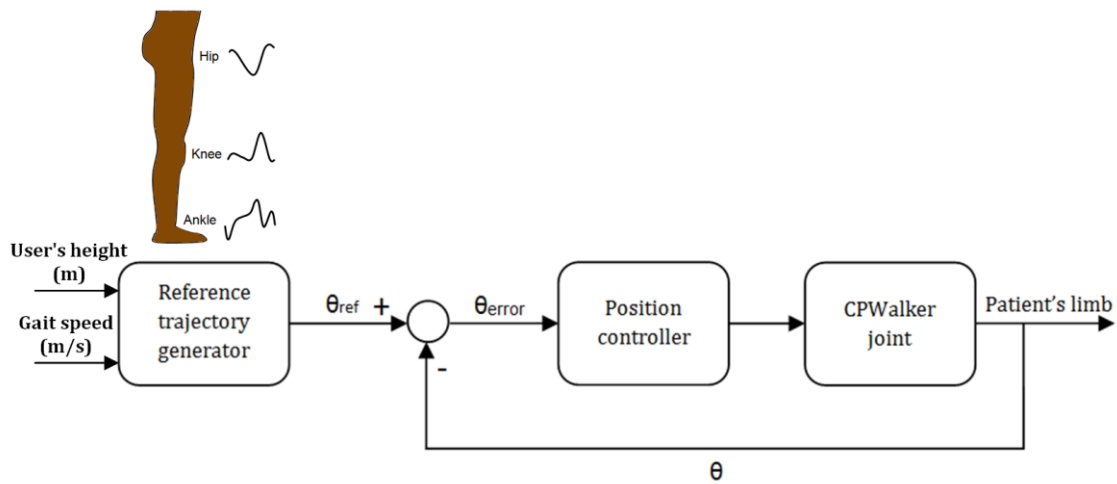 Hip
Knee
Ankle
User's height
(m)
Gait speed
(m/s)
Reference
trajectory
generator
θref +
-
θerror
Position
controller
CPWalker
joint
Patient's limb
θ